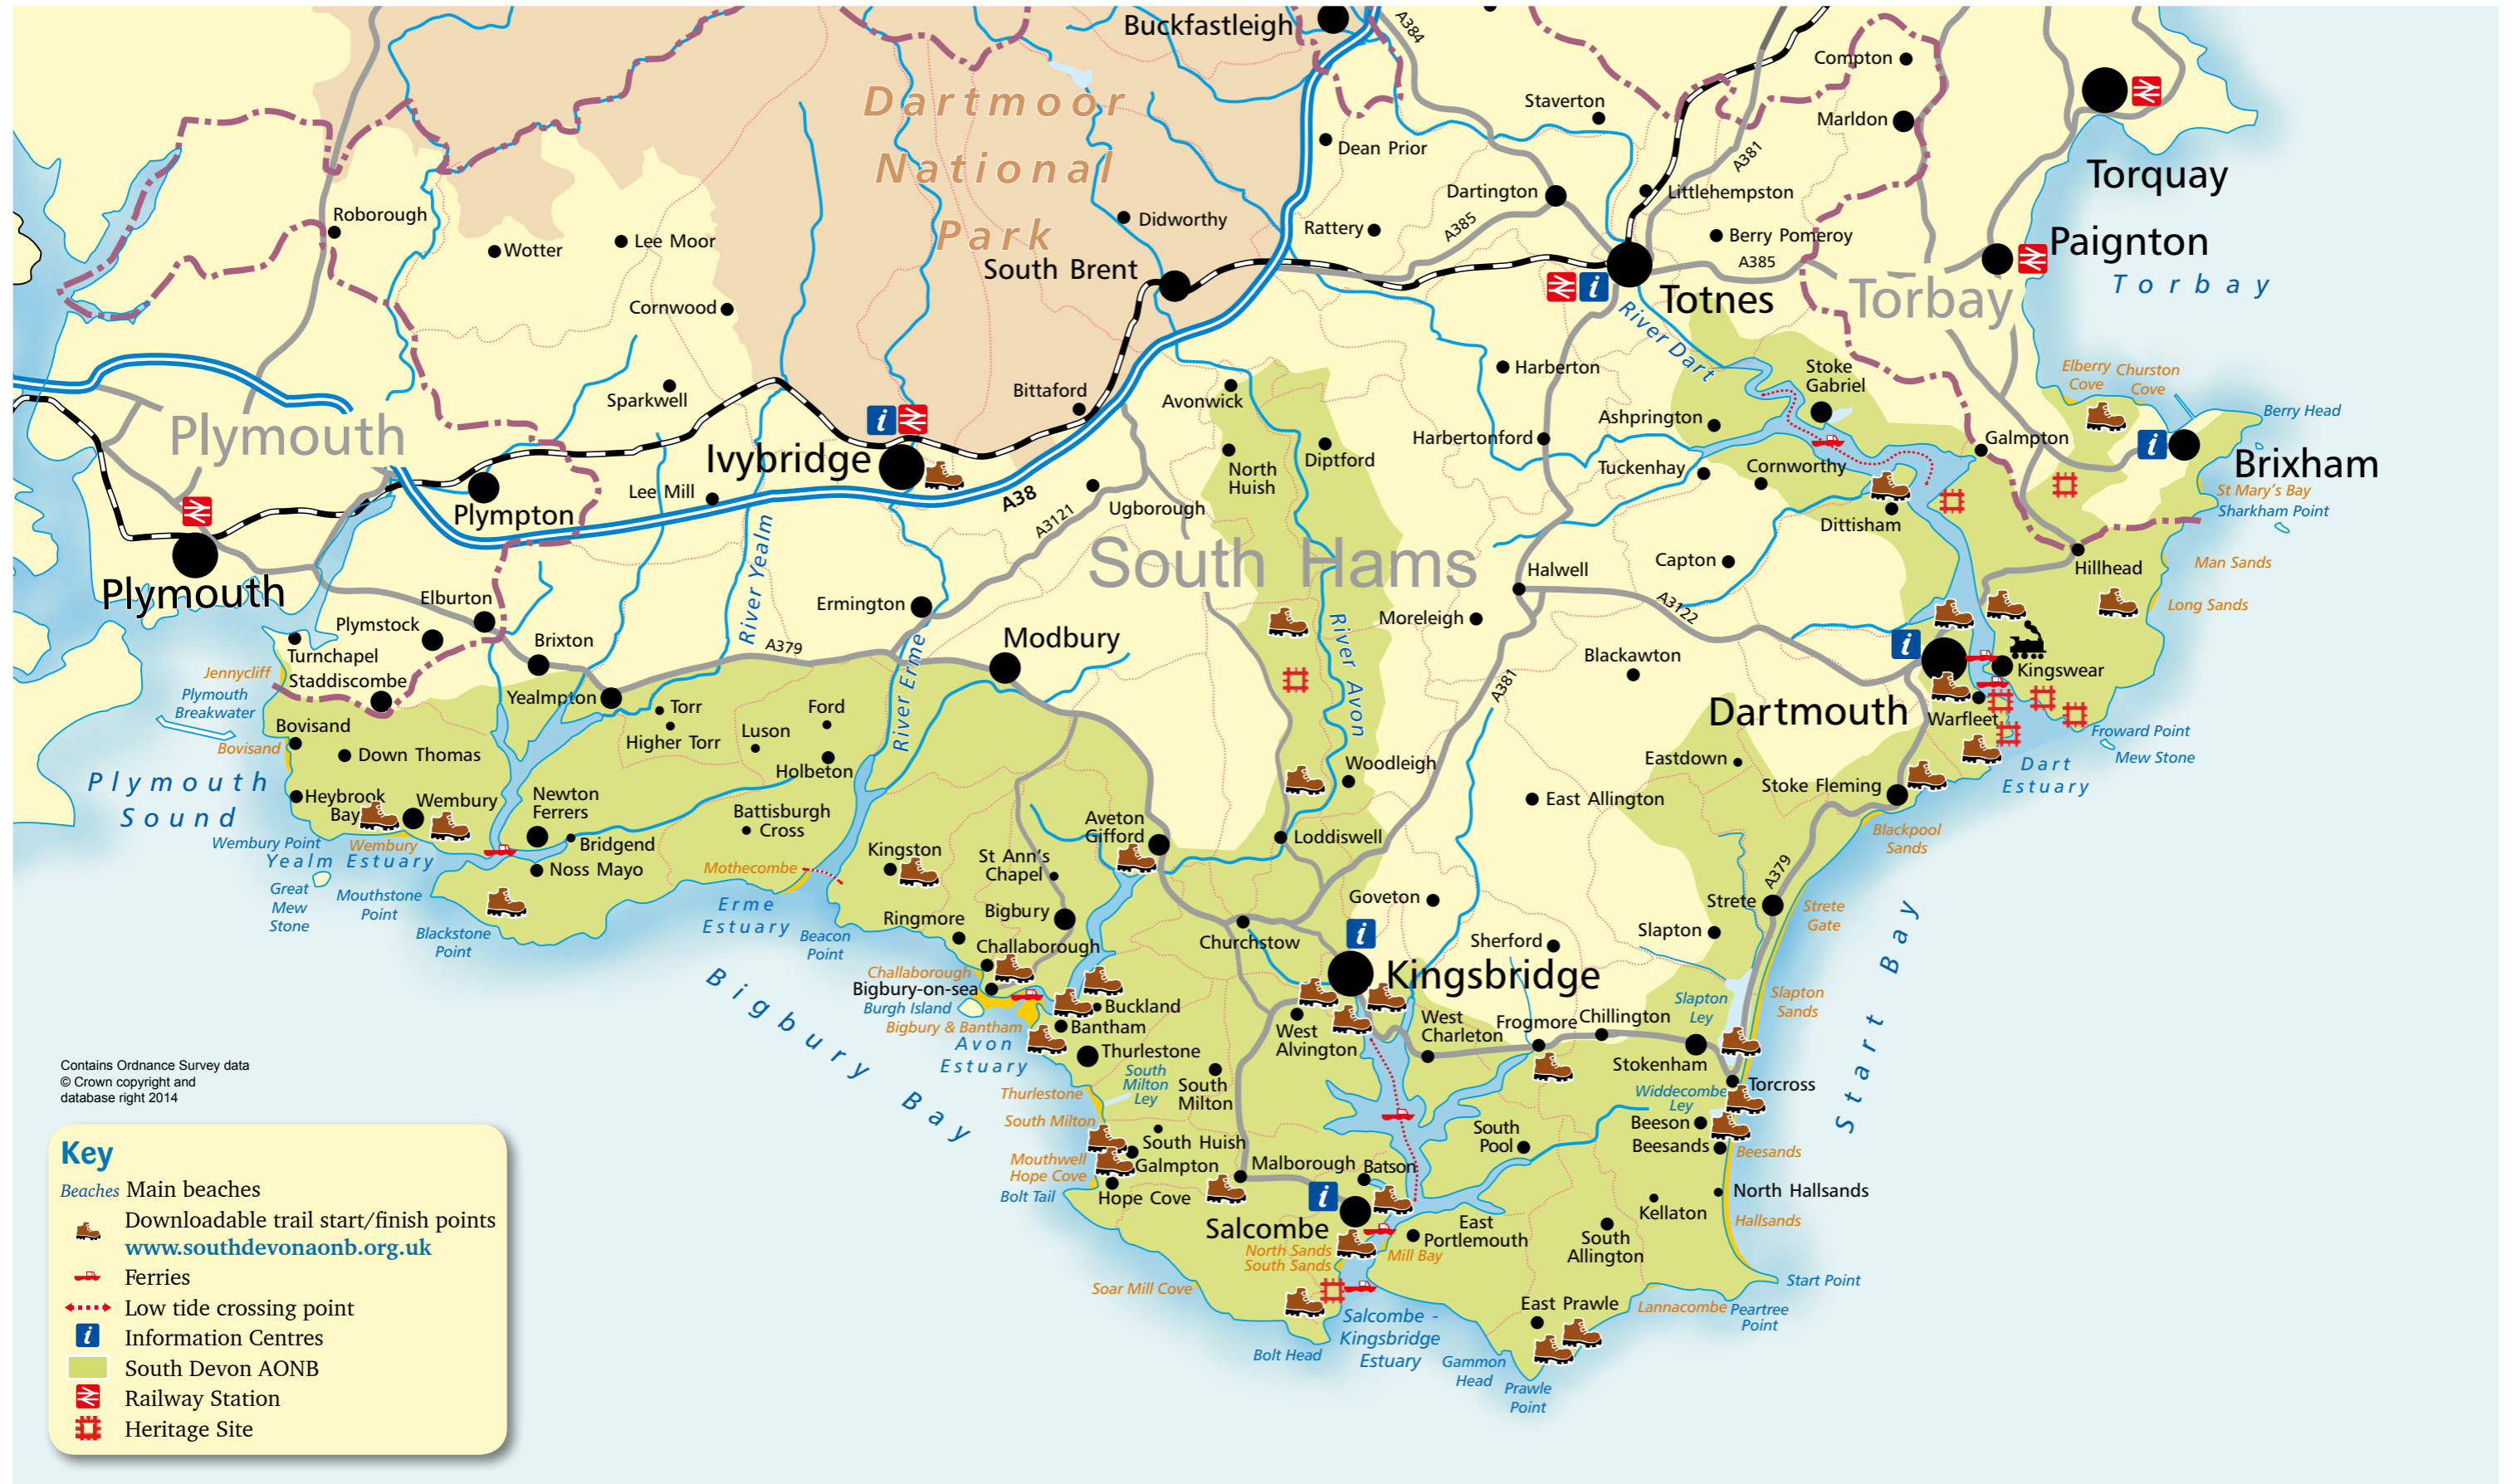 Buckfastleigh
A384
Compton
Dartmoor
National
Park
Staverton
Marldon
Dean Prior
Torquay
A381
Dartington
Littlehempston
Roborough
Didworthy
Rattery
A385
Berry Pomeroy
Paignton
Wotter
Lee Moor
South Brent
A385
Torbay
Totnes
Torbay
Cornwood
River Dart
Harberton
Stoke
Gabriel
Elberry
Cove
Churston
Cove
Bittaford
Sparkwell
Avonwick
Berry Head
Plymouth
Ashprington
Harbertonford
Galmpton
Ivybridge
Diptford
North
Huish
Tuckenhay
Cornworthy
Brixham
Lee Mill
A38
St Mary's Bay
Plympton
Ugborough
Sharkham Point
A3121
Dittisham
South Hams
Plymouth
River Yealm
Capton
Man Sands
Halwell
Hillhead
Elburton
Ermington
A3122
Long Sands
Plymstock
Modbury
Moreleigh
Brixton
A379
River Erme
River Avon
Turnchapel
Blackawton
Kingswear
Jennycliff
Staddiscombe
A381
Plymouth
Breakwater
Yealmpton
Torr
Ford
Dartmouth
Warfleet
Bovisand
Luson
Higher Torr
Froward Point
Bovisand
Down Thomas
Holbeton
Woodleigh
Eastdown
Mew Stone
Dart
Estuary
Plymouth
Sound
Stoke Fleming
Heybrook
Bay
Wembury
Newton
Ferrers
East Allington
Battisburgh
Cross
Aveton
Gifford
Loddiswell
Blackpool
Sands
Wembury Point
Wembury
Bridgend
Yealm Estuary
Kingston
St Ann's
Chapel
Mothecombe
Noss Mayo
A379
Great
Mew
Stone
Mouthstone
Point
Goveton
Strete
Strete
Gate
Erme
Estuary
Ringmore
Bigbury
Blackstone
Point
Beacon
Point
Challaborough
Churchstow
Sherford
Slapton
Start Bay
Challaborough
Kingsbridge
Bigbury Bay
Bigbury-on-sea
Burgh Island
Buckland
Slapton
Ley
Slapton
Sands
Bigbury & Bantham
Bantham
West
Alvington
West
Charleton
Frogmore
Chillington
Avon
Estuary
Thurlestone
Stokenham
South
Milton
Ley
South
Milton
Thurlestone
Widdecombe
Ley
Torcross
South Milton
Beeson
South Huish
South
Pool
Beesands
Beesands
Mouthwell
Hope Cove
Galmpton
Malborough
Batson
Bolt Tail
Hope Cove
North Hallsands
Kellaton
Hallsands
Salcombe
East
Portlemouth
South
Allington
North Sands
South Sands
Mill Bay
Soar Mill Cove
Start Point
East Prawle
Lannacombe
Peartree
Point
Salcombe -
Kingsbridge
Estuary
Bolt Head
Gammon
Head
Prawle
Point
Contains Ordnance Survey data
© Crown copyright and
database right 2014
Key
Beaches Main beaches
Downloadable trail start/finish points
www.southdevonaonb.org.uk
Ferries
Low tide crossing point
i Information Centres
South Devon AONB
Railway Station
Heritage Site